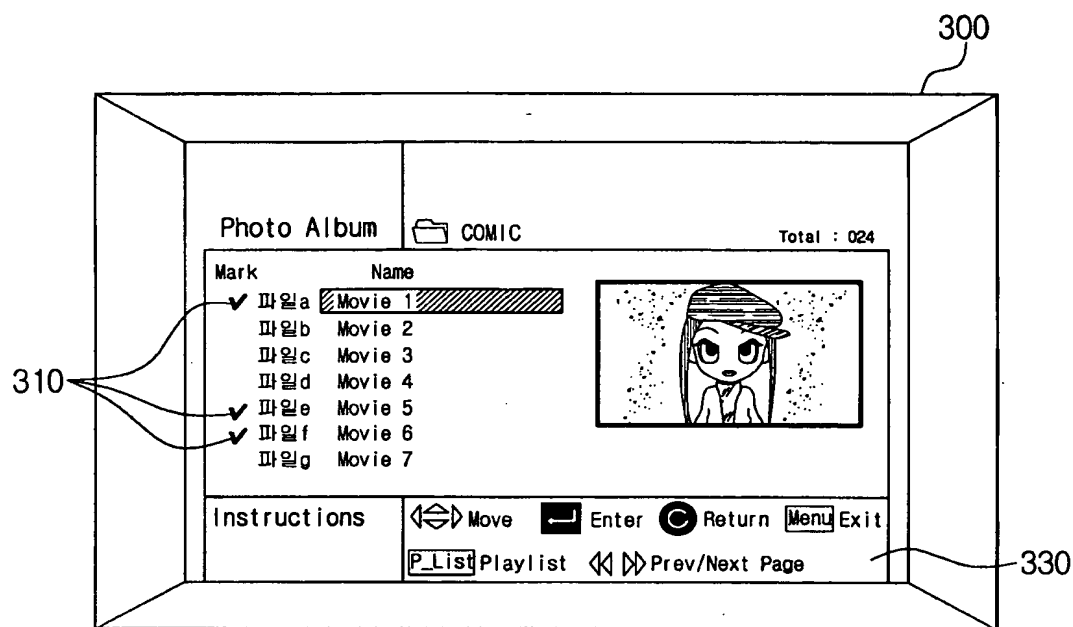 300
Photo Album COMIC Total : 024
Mark Name
파일a Movie 1
파일b Movie 2
파일c Movie 3
310 파일d Movie 4
파일e Movie 5
파일f Movie 6
파일g Movie 7
Instructions Move Enter Return Menu Exit
P_List Playlist Prev/Next Page 330